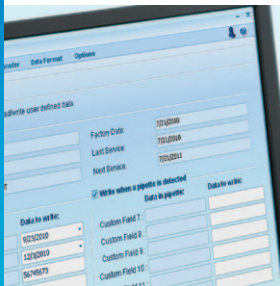 Data Format Options
user defined data
Factory Date: 7/21/2010
Last Service: 7/21/2010
Next Service: 7/21/2011
Write when a pipette is detected
Data to write:
Data in pipette:
Data to write:
9/23/2010
12/3/2010
56745673
Custom Field 7:
Custom Field 8:
Custom Field 9:
Custom Field 10: